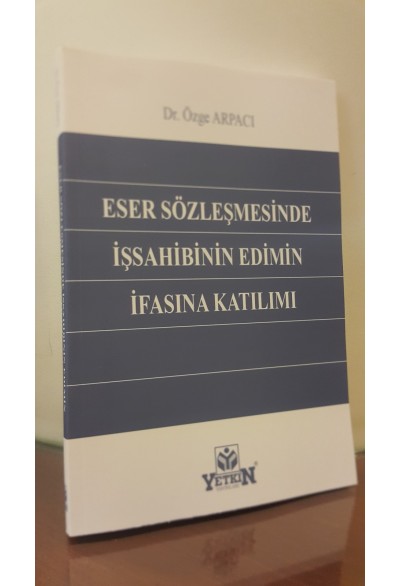 Dr. Özge ARPACI
ESER SÖZLEŞMESİNDE
İŞSAHİBİNİN EDİMİN
İFASINA KATILIMI
YETKİN